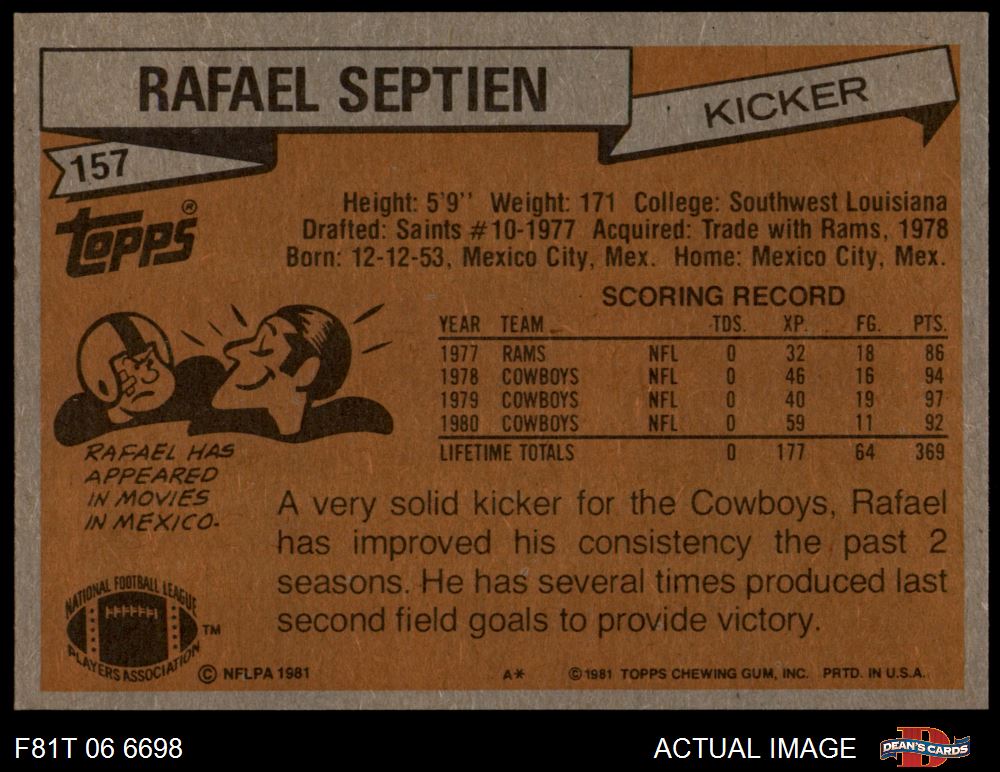 RAFAEL SEPTIEN
KICKER
157
Topps®
Height: 5'9'' Weight: 171 College: Southwest Louisiana
Drafted: Saints #10-1977 Acquired: Trade with Rams, 1978
Born: 12-12-53, Mexico City, Mex. Home: Mexico City, Mex.
SCORING RECORD
YEAR TEAM TDS. XP. FG. PTS.
1977 RAMS NFL 0 32 18 86
1978 COWBOYS NFL 0 46 16 94
1979 COWBOYS NFL 0 40 19 97
1980 COWBOYS NFL 0 59 11 92
LIFETIME TOTALS 0 177 64 369
RAFAEL HAS
APPEARED
IN MOVIES
IN MEXICO.
A very solid kicker for the Cowboys, Rafael
has improved his consistency the past 2
seasons. He has several times produced last
second field goals to provide victory.
NATIONAL FOOTBALL LEAGUE
PLAYERS ASSOCIATION
TM
© NFLPA 1981
A*
© 1981 TOPPS CHEWING GUM, INC. PRTD. IN U.S.A.
F81T 06 6698
ACTUAL IMAGE
D
DEAN'S CARDS